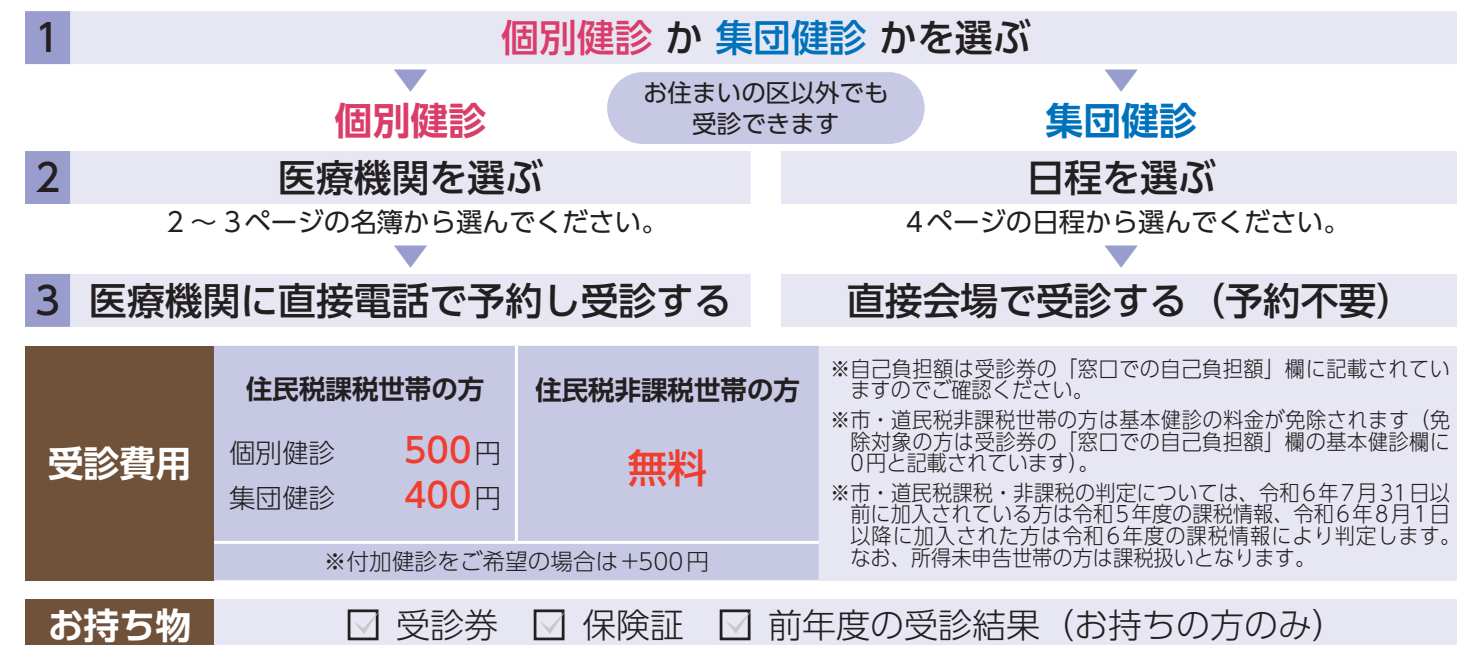 1 個別健診 か 集団健診 かを選ぶ
個別健診
お住まいの区以外でも
受診できます
集団健診
2 医療機関を選ぶ
2～3ページの名簿から選んでください。
日程を選ぶ
4ページの日程から選んでください。
3 医療機関に直接電話で予約し受診する
直接会場で受診する（予約不要）
受診費用
住民税課税世帯の方
個別健診 500円
集団健診 400円
住民税非課税世帯の方
無料
※付加健診をご希望の場合は+500円
※自己負担額は受診券の「窓口での自己負担額」欄に記載されてい
ますのでご確認ください。
※市・道民税非課税世帯の方は基本健診の料金が免除されます（免
除対象の方は受診券の「窓口での自己負担額」欄の基本健診欄に
0円と記載されています）。
※市・道民税課税・非課税の判定については、令和6年7月31日以
前に加入されている方は令和5年度の課税情報、令和6年8月1日
以降に加入された方は令和6年度の課税情報により判定します。
なお、所得未申告世帯の方は課税扱いとなります。
お持ち物
☑ 受診券 ☑ 保険証 ☑ 前年度の受診結果（お持ちの方のみ）